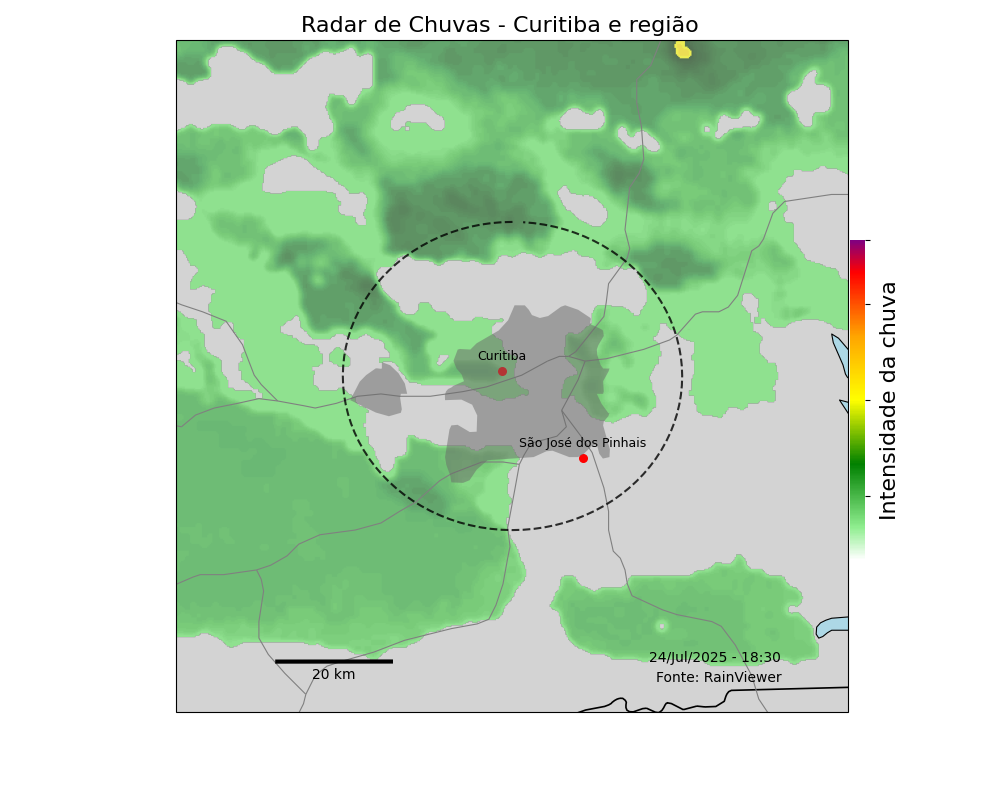 Radar de Chuvas - Curitiba e região
Curitiba
São José dos Pinhais
Intensidade da chuva
24/Jul/2025 - 18:30
20 km
Fonte: RainViewer